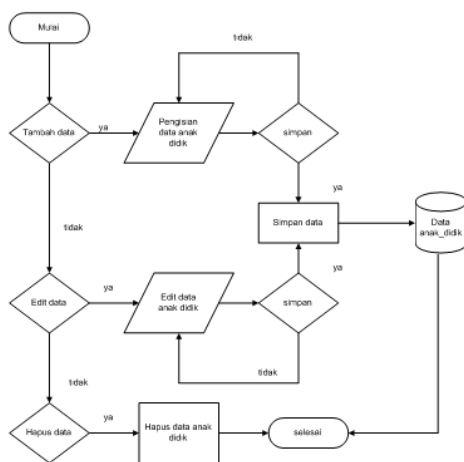 Mulai
tidak
Tambah data
ya
Pengisian
data anak
didik
simpan
ya
Simpan data
Data
anak_didik
tidak
ya
Edit data
ya
Edit data
anak didik
simpan
tidak
tidak
Hapus data
ya
Hapus data anak
didik
selesai